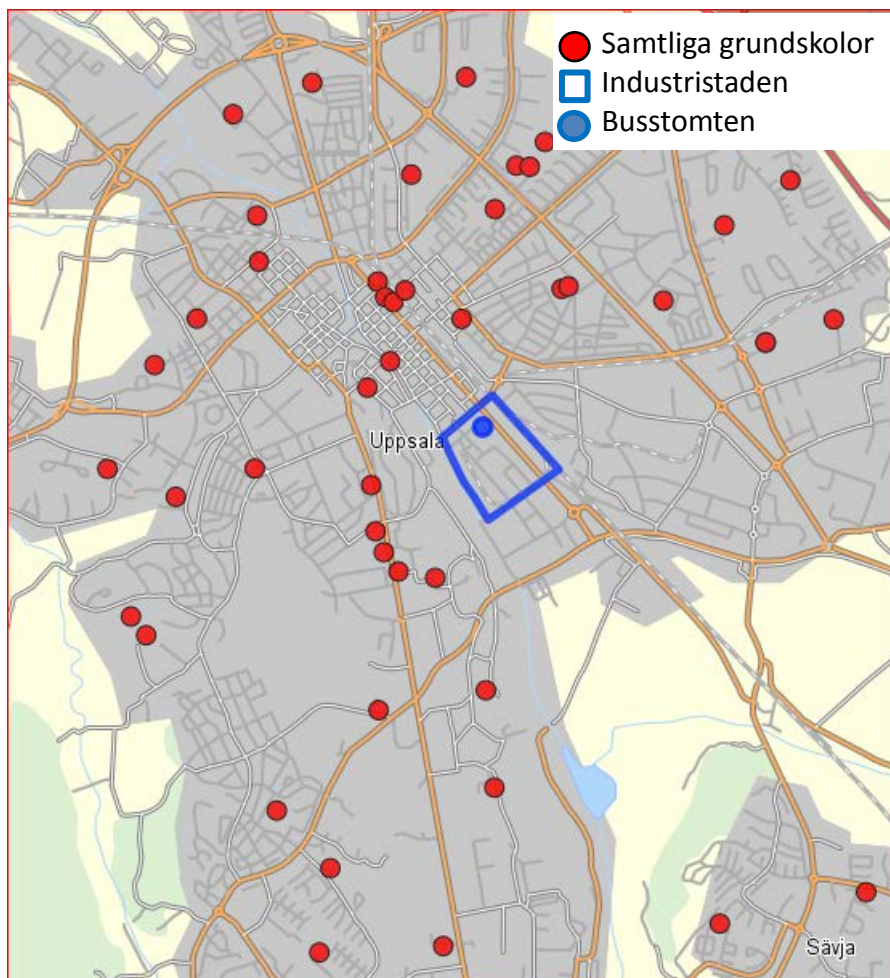 Samtliga grundskolor
Industristaden
Busstomten
Uppsala
Sävja